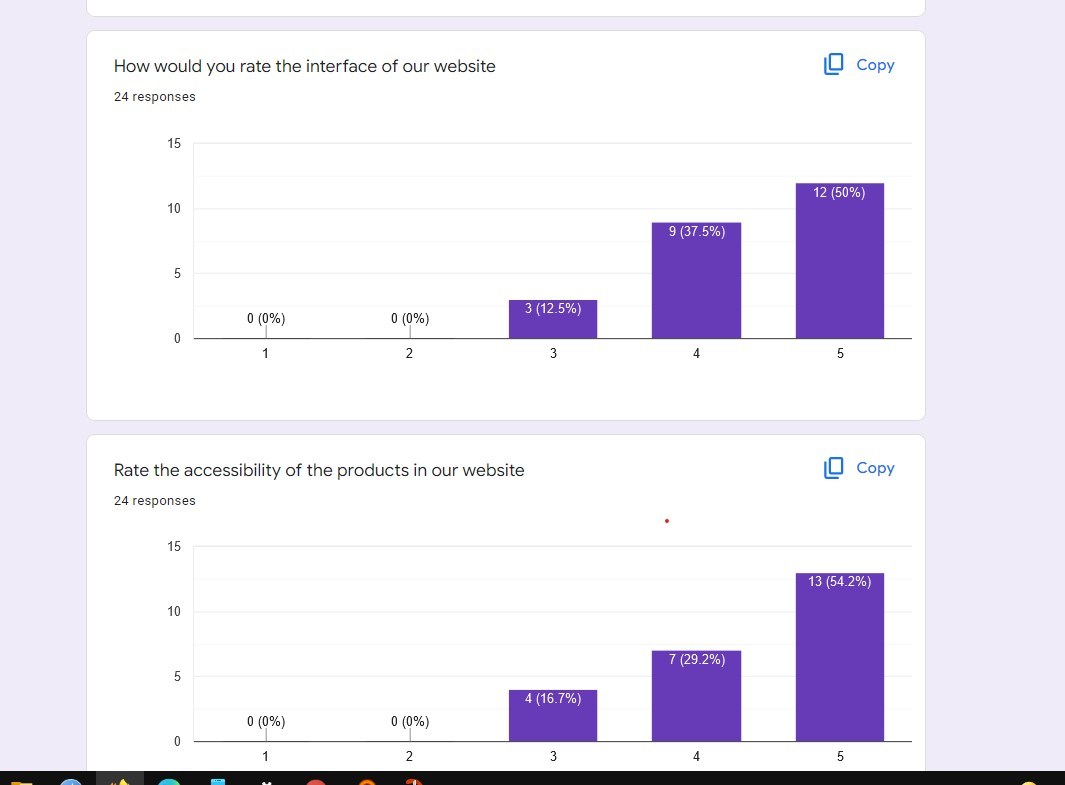 How would you rate the interface of our website
Copy
24 responses
15
10
5
0
0 (0%)
0 (0%)
3 (12.5%)
9 (37.5%)
12 (50%)
1 2 3 4 5
Rate the accessibility of the products in our website
Copy
24 responses
15
10
5
0
0 (0%)
0 (0%)
4 (16.7%)
7 (29.2%)
13 (54.2%)
1 2 3 4 5